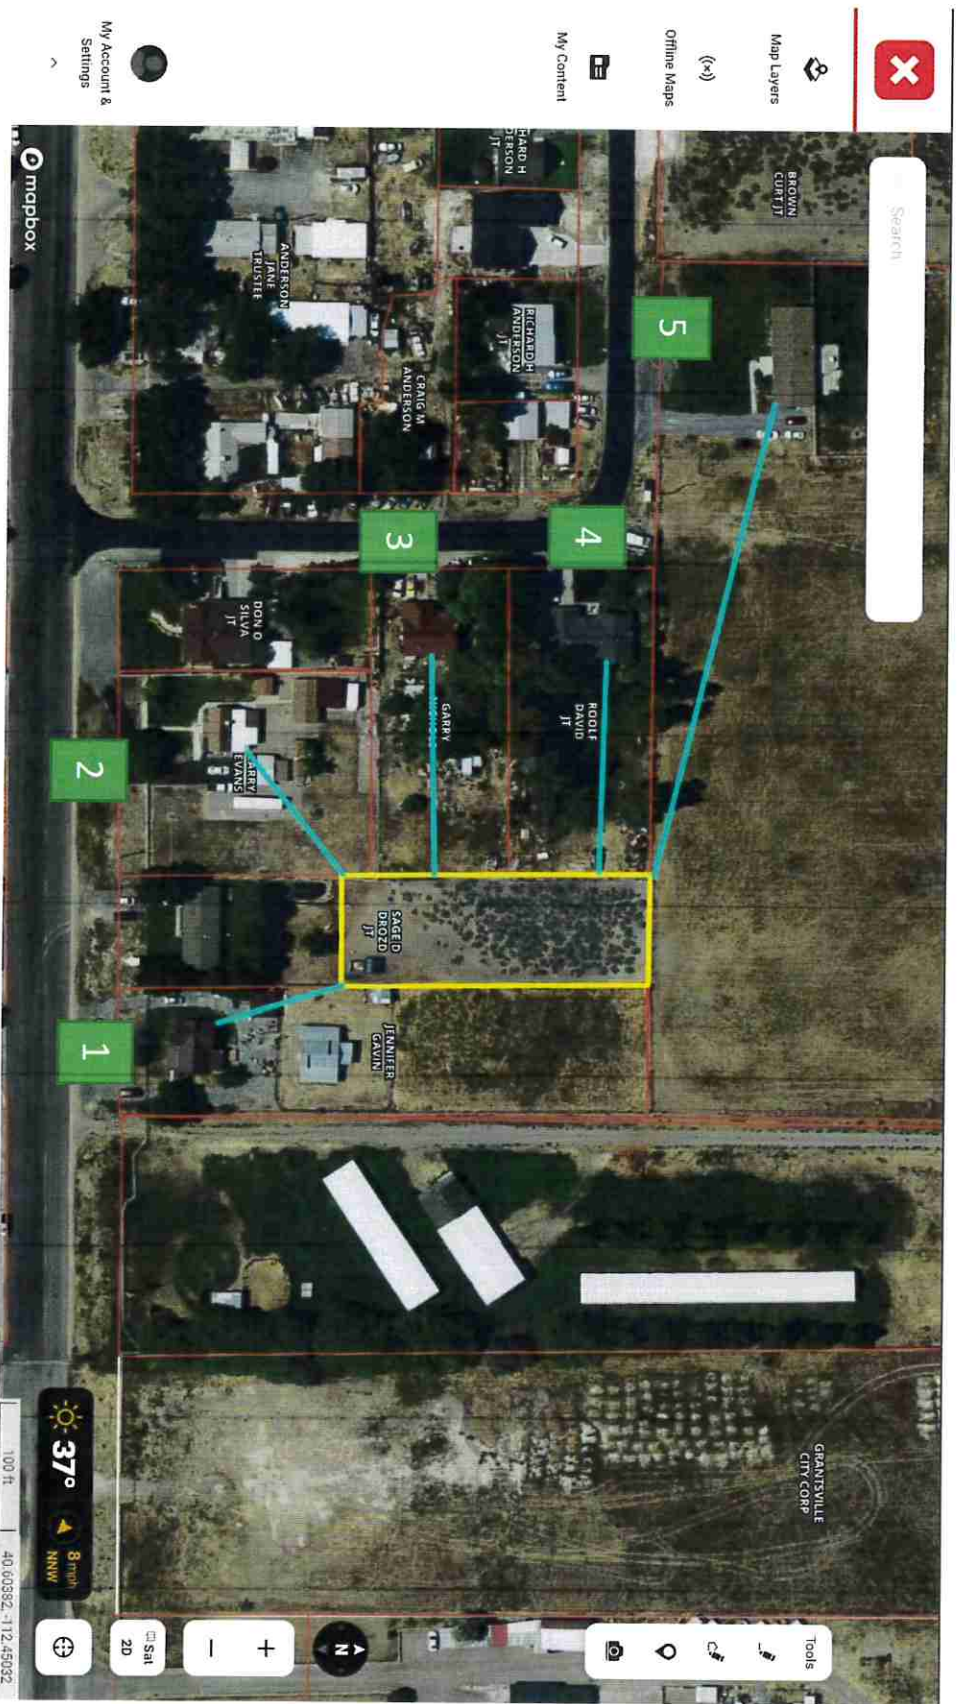 My Account &
Settings
My Content
Offline Maps
Map Layers
Search
BROWN
CURT JT
HARD H
DERSON
JT
ANDERSON
JANE
TRUSTEE
RICHARD H
ANDERSON
JT
CRAIG M
ANDERSON
5
4
3
2
1
DON O
SILVA
JT
ARRY
EVANS
GARRY
ROOLF
DAVID
JT
SAGE D
DROZD
JT
JENNIFER
GAVIN
GRANTSVILLE
CITY CORP
mapbox
37°
8 mph
NNW
100 ft
40.60382, -112.45032
Tools
N
+
−
Sat
2D